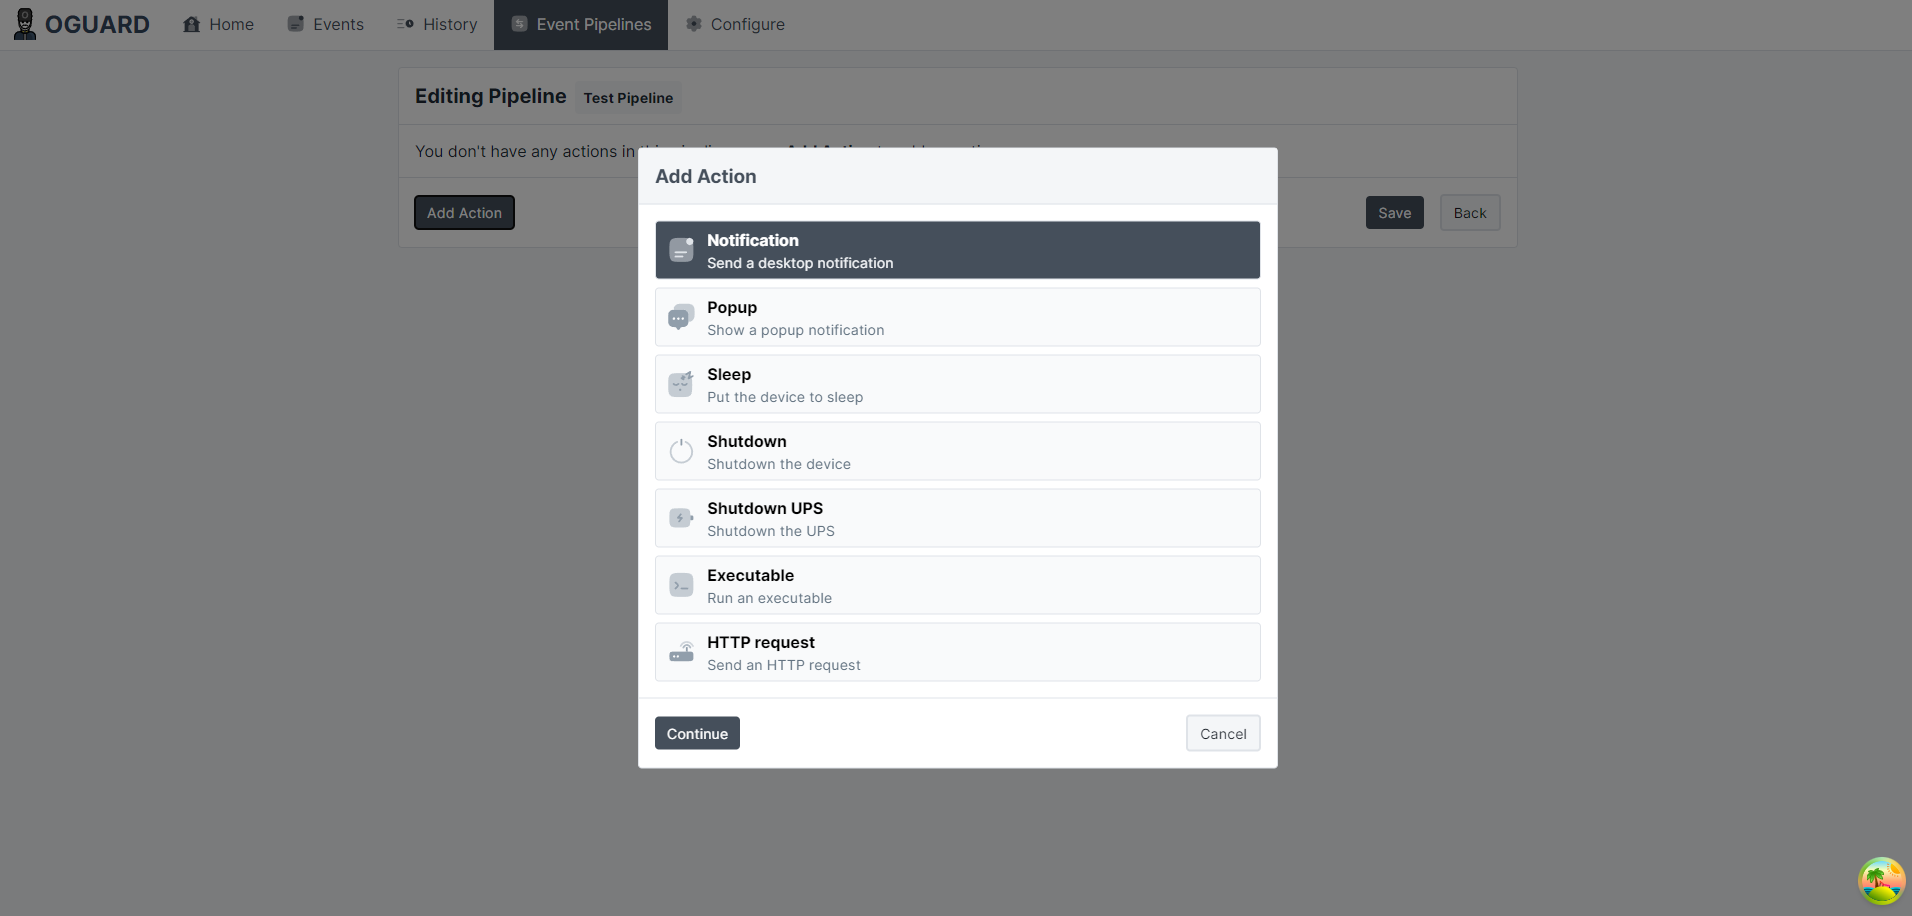 OGUARD
Home
Events
History
Event Pipelines
Configure
Editing Pipeline
Test Pipeline
You don't have any actions in
Add Action
Save
Back
Add Action
Notification
Send a desktop notification
Popup
Show a popup notification
Sleep
Put the device to sleep
Shutdown
Shutdown the device
Shutdown UPS
Shutdown the UPS
Executable
Run an executable
HTTP request
Send an HTTP request
Continue
Cancel